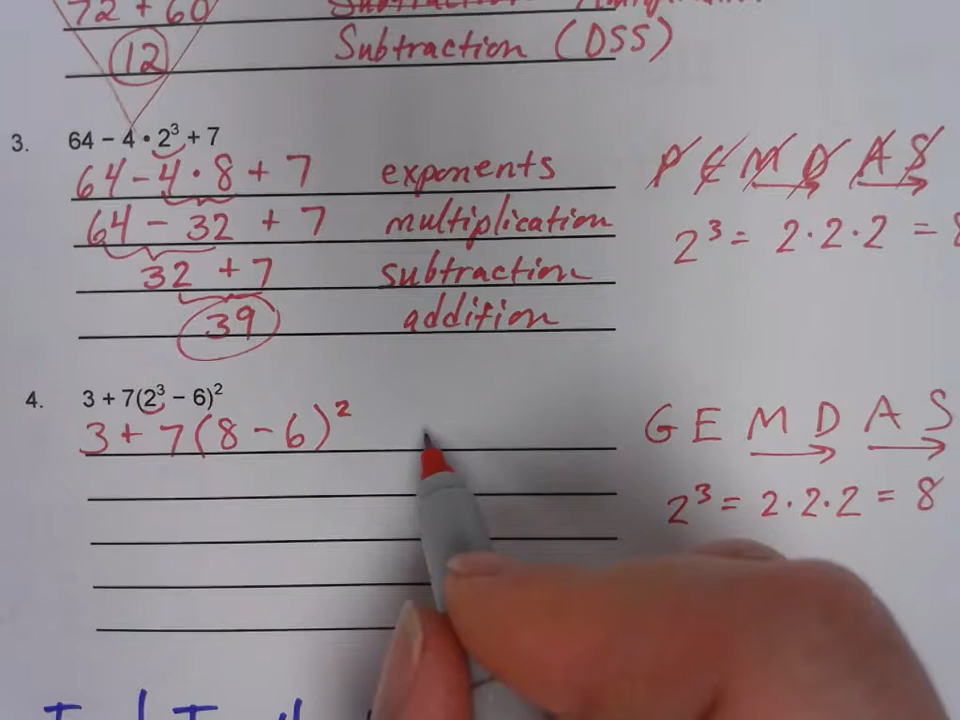 72 + 60
12
Subtraction (DSS)
3. 64 − 4 • 2³ + 7
64 − 4 • 8 + 7 exponents
64 − 32 + 7 multiplication
32 + 7 subtraction
39 addition
P E M D A S
2³ = 2 · 2 · 2 =
4. 3 + 7(2³ − 6)²
3 + 7(8 − 6)²
G E M D A S
2³ = 2 · 2 · 2 = 8